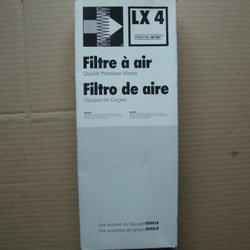 LX 4
Filtre à air
Qualité Première Monte
Filtro de aire
Calidad de Origen
Une société du Groupe MAHLE
Una empresa del grupo MAHLE